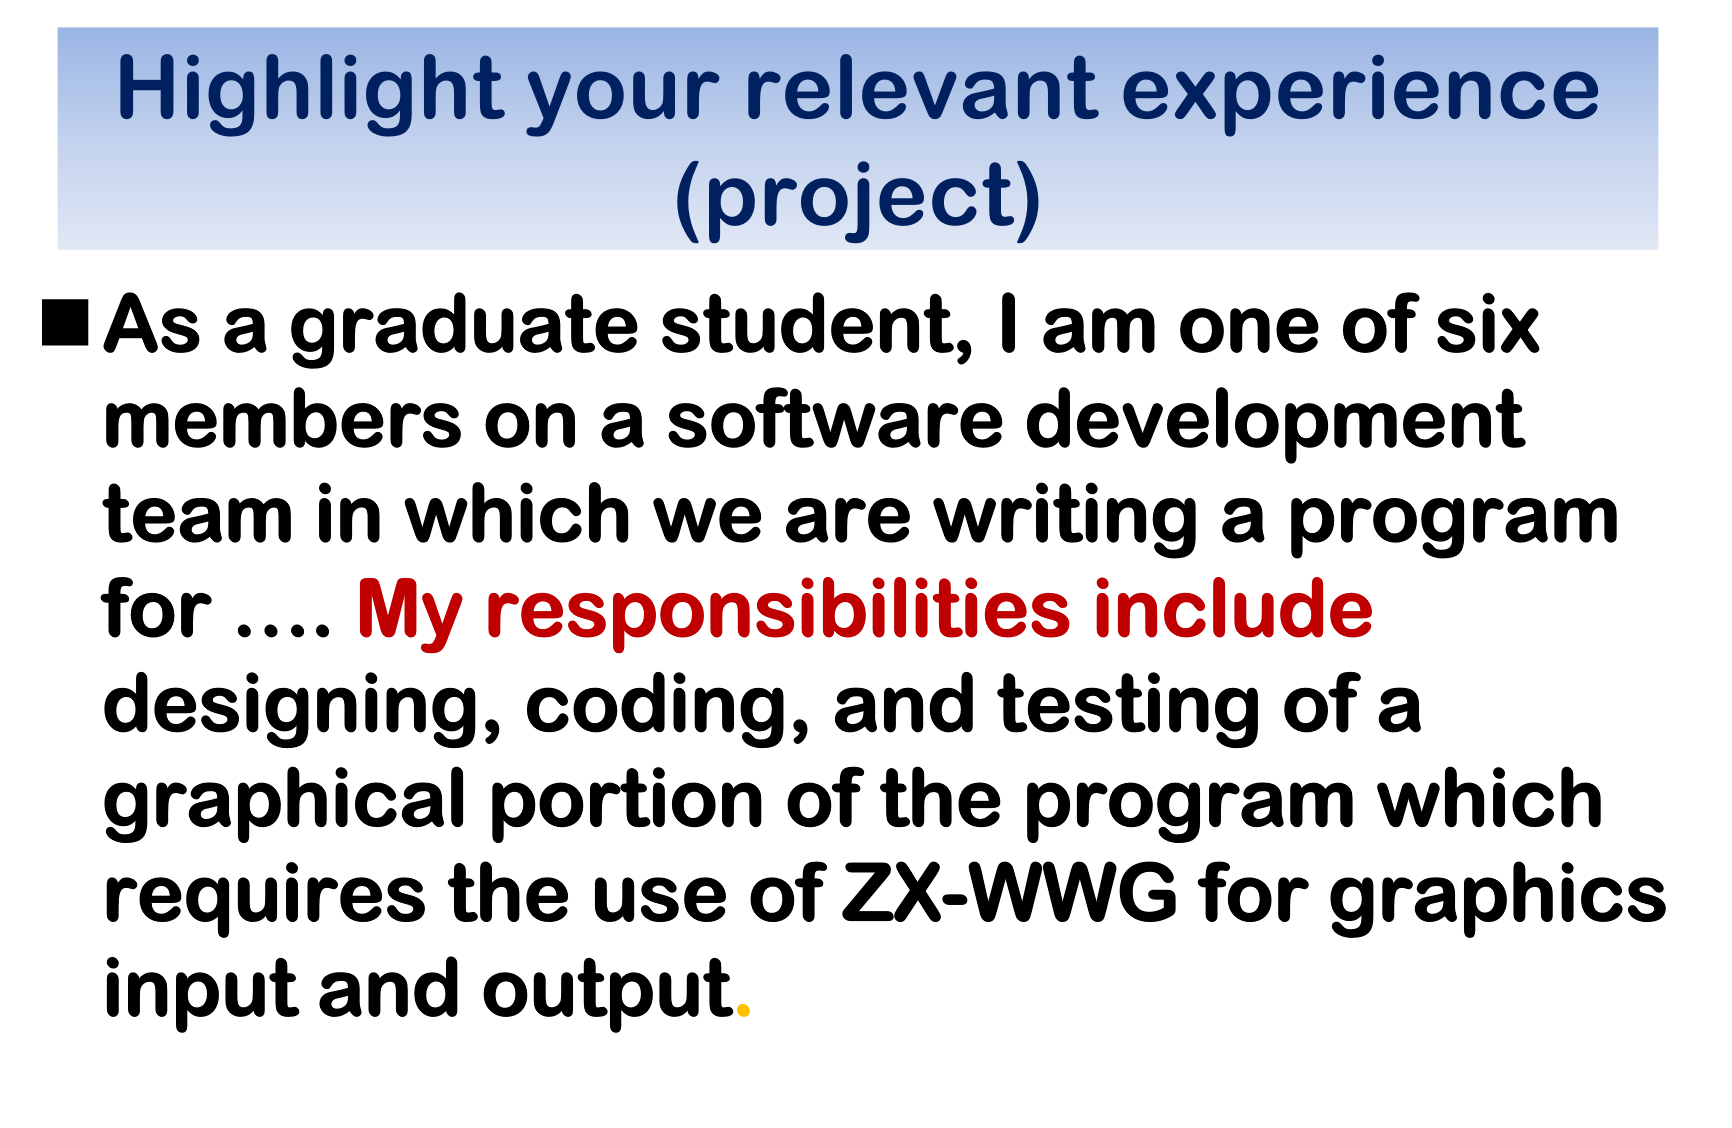 Highlight your relevant experience
(project)
■ As a graduate student, I am one of six
members on a software development
team in which we are writing a program
for .... My responsibilities include
designing, coding, and testing of a
graphical portion of the program which
requires the use of ZX-WWG for graphics
input and output.